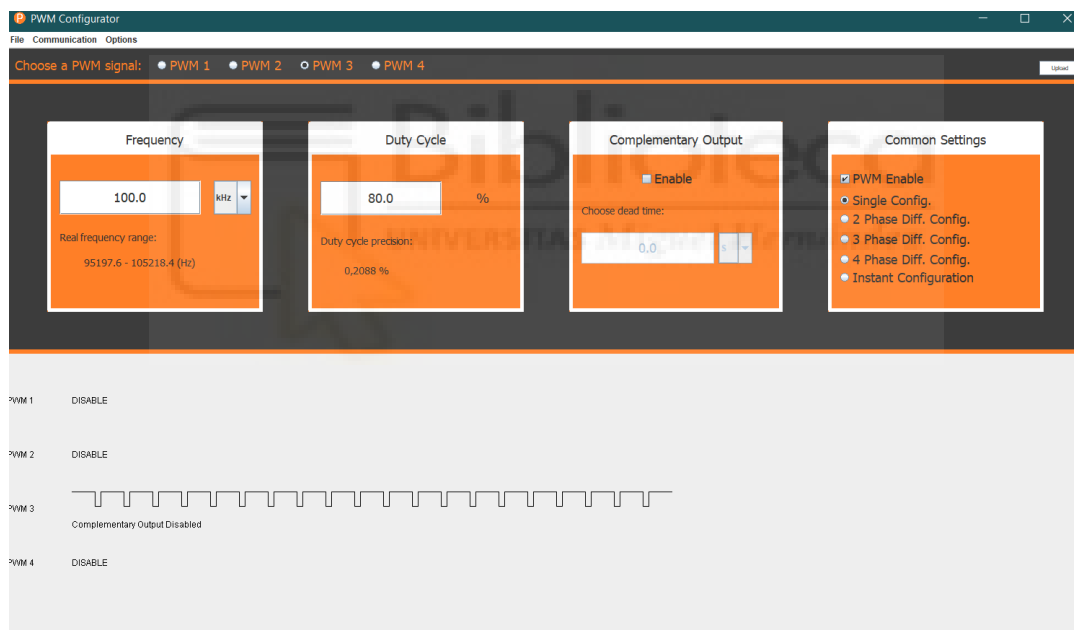 PWM Configurator
File Communication Options
Choose a PWM signal: PWM 1 PWM 2 PWM 3 PWM 4 Upload
Biblioteca
UNIVERSITAS Miguel Hernández
Frequency
100.0 kHz
Real frequency range:
95197.6 - 105218.4 (Hz)
Duty Cycle
80.0 %
Duty cycle precision:
0,2088 %
Complementary Output
Enable
Choose dead time:
0.0 s
Common Settings
PWM Enable
Single Config.
2 Phase Diff. Config.
3 Phase Diff. Config.
4 Phase Diff. Config.
Instant Configuration
PWM 1 DISABLE
PWM 2 DISABLE
PWM 3
Complementary Output Disabled
PWM 4 DISABLE